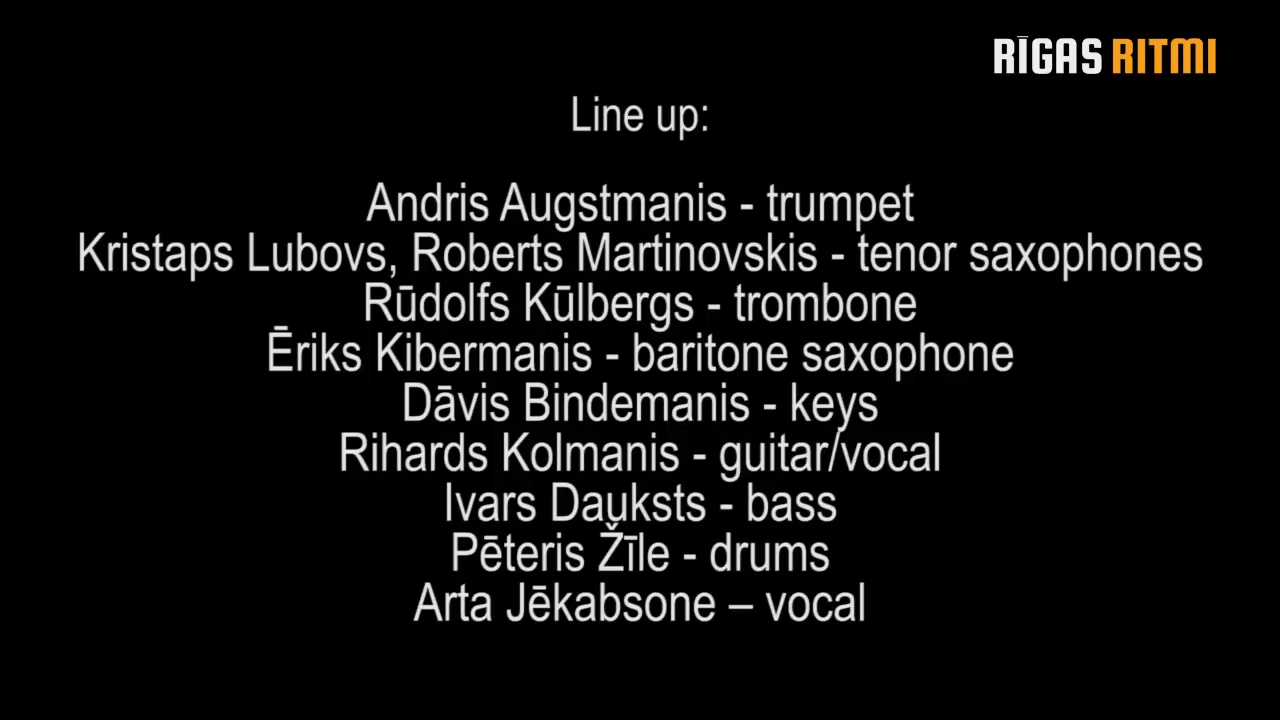 RĪGAS RITMI
Line up:
Andris Augstmanis - trumpet
Kristaps Lubovs, Roberts Martinovskis - tenor saxophones
Rūdolfs Kūlbergs - trombone
Ēriks Kibermanis - baritone saxophone
Dāvis Bindemanis - keys
Rihards Kolmanis - guitar/vocal
Ivars Dauksts - bass
Pēteris Žīle - drums
Arta Jēkabsone – vocal